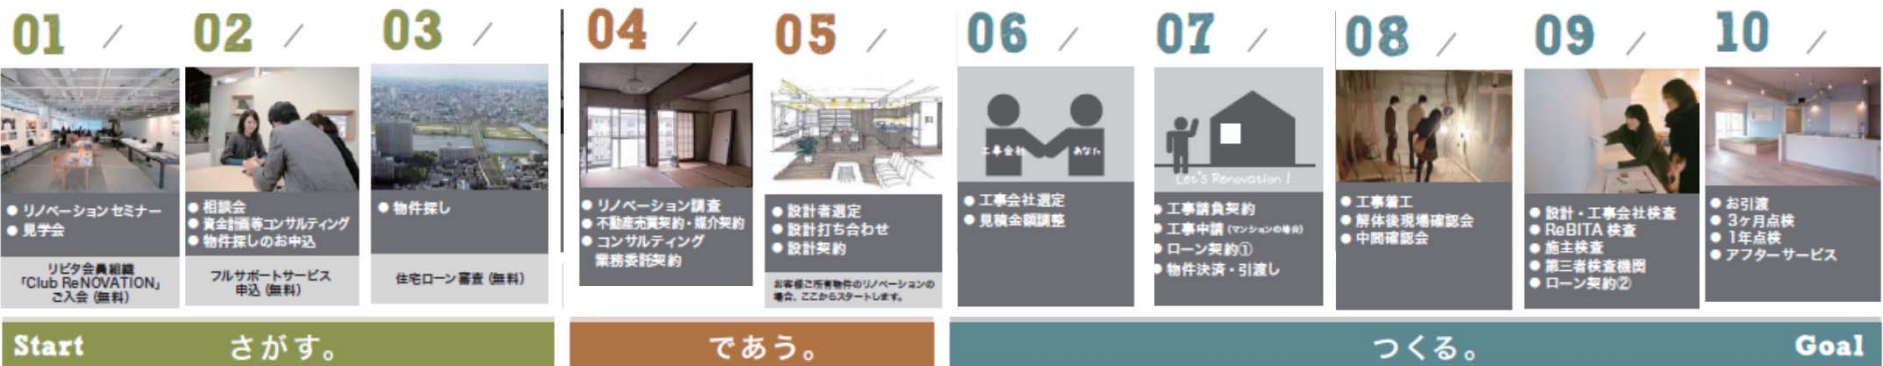 01 /
リノベーションセミナー
見学会
リビタ会員組織
「Club ReNOVATION」
ご入会 (無料)
02 /
相談会
資金計画等コンサルティング
物件探しのお申込
フルサポートサービス
申込 (無料)
03 /
物件探し
住宅ローン審査 (無料)
04 /
リノベーション調査
不動産売買契約・媒介契約
コンサルティング
業務委託契約
05 /
設計者選定
設計打ち合わせ
設計契約
お客様ご所有物件のリノベーションの
場合、ここからスタートします。
06 /
工事会社
あなた
工事会社選定
見積金額調整
07 /
Let's Renovation !
工事請負契約
工事申請 (マンションの場合)
ローン契約①
物件決済・引渡し
08 /
工事着工
解体後現場確認会
中間確認会
09 /
設計・工事会社検査
ReBITA 検査
施主検査
第三者検査機関
ローン契約②
10 /
お引渡
3ヶ月点検
1年点検
アフターサービス
Start
さがす。
であう。
つくる。
Goal